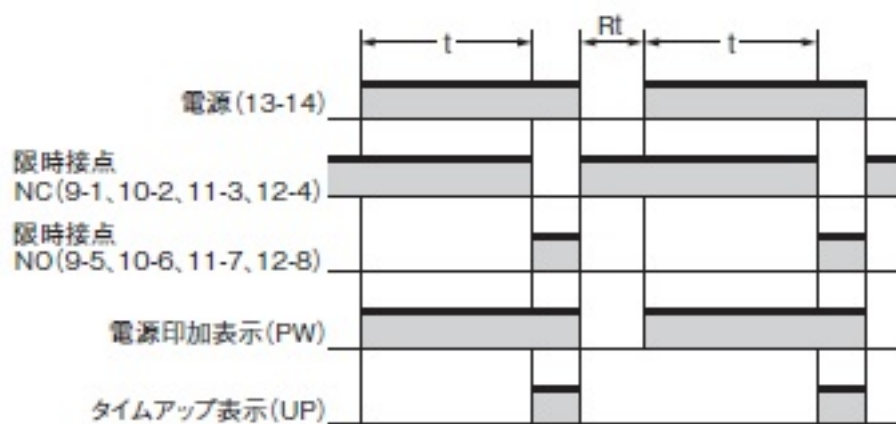 t
Rt
t
電源(13-14)
限時接点
NC(9-1、10-2、11-3、12-4)
限時接点
NO(9-5、10-6、11-7、12-8)
電源印加表示(PW)
タイムアップ表示(UP)